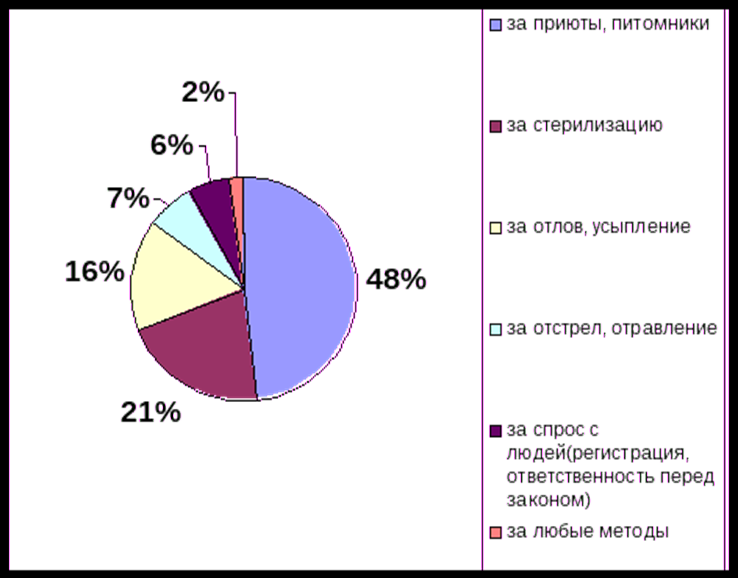 2%
6%
7%
16%
48%
21%
за приюты, питомники
за стерилизацию
за отлов, усыпление
за отстрел, отравление
за спрос с
людей(регистрация,
ответственность перед
законом)
за любые методы